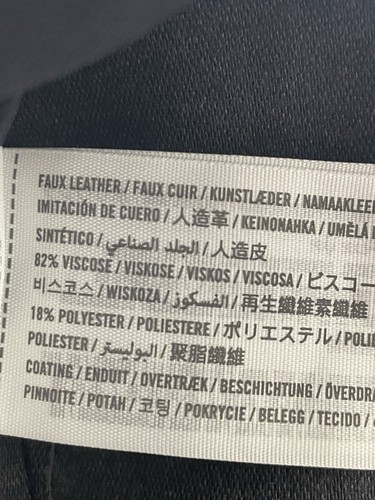 FAUX LEATHER / FAUX CUIR / KUNSTLÆDER / NAMAAKLEE
IMITACIÓN DE CUERO / 人造革 / KEINONAHKA / UMĚLÁ
SINTÉTICO / الجلد الصناعي / 人造皮
82% VISCOSE / VISKOSE / VISKOS / VISCOSA / ビスコー
비스코스 / WISKOZA / الفسكوز / 再生纖維素纖維
18% POLYESTER / POLIESTERE / ポリエステル / POLIE
POLIESTER / البوليستر / 聚脂纖維
COATING / ENDUIT / OVERTRÆK / BESCHICHTUNG / ÖVERDRA
PINNOITE / POTAH / 코팅 / POKRYCIE / BELEGG / TECIDO /